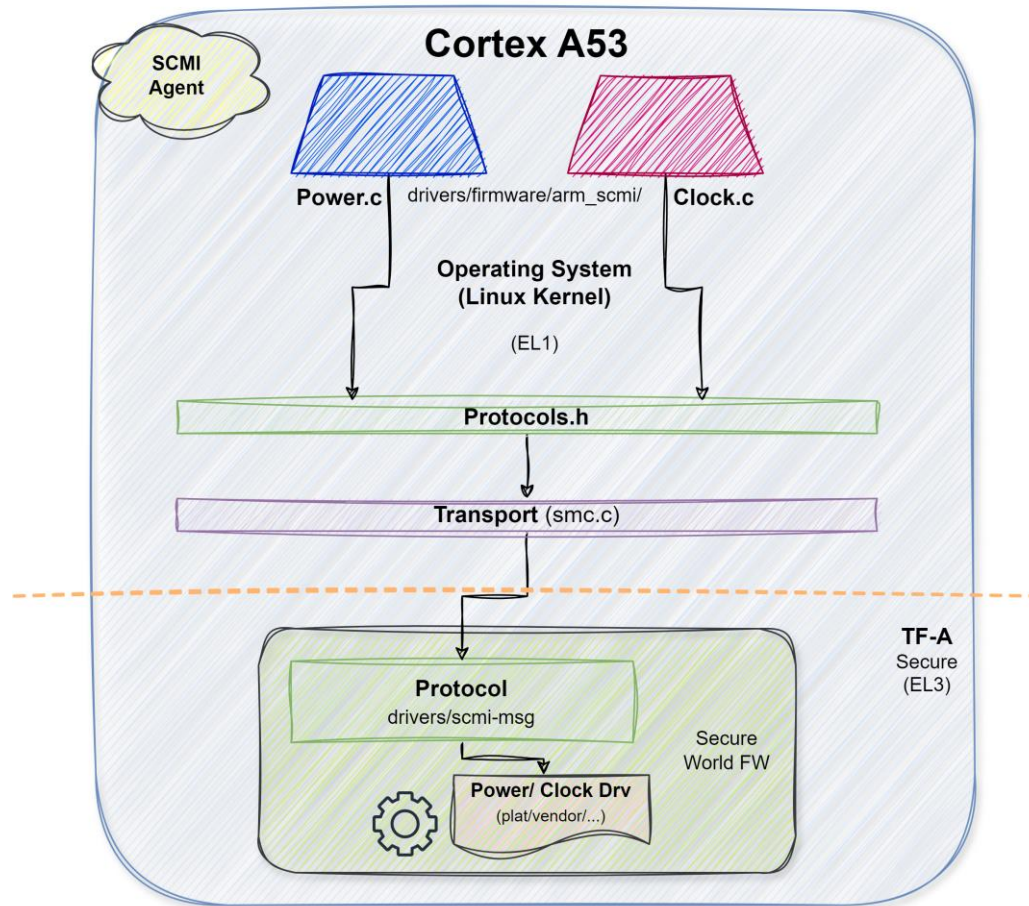 Cortex A53
SCMI
Agent
Power.c
drivers/firmware/arm_scmi/
Clock.c
Operating System
(Linux Kernel)
(EL1)
Protocols.h
Transport (smc.c)
TF-A
Secure
(EL3)
Protocol
drivers/scmi-msg
Secure
World FW
Power/ Clock Drv
(plat/vendor/...)